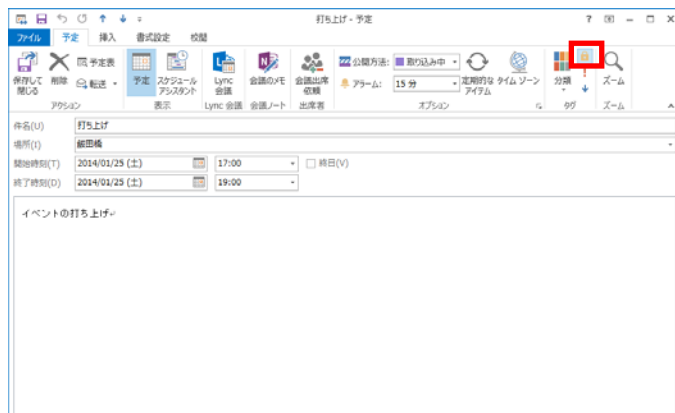 打ち上げ - 予定
ファイル 予定 挿入 書式設定 校閲
保存して閉じる 削除 予定表 転送 予定 スケジュールアシスタント Lync会議 会議のメモ 会議出席依頼 公開方法: 取り込み中 アラーム: 15 分 定期的なアイテム タイム ゾーン 分類 ズーム
アクション 表示 Lync 会議 会議ノート 出席者 オプション タグ ズーム
件名(U) 打ち上げ
場所(I) 飯田橋
開始時刻(T) 2014/01/25 (土) 17:00 終日(V)
終了時刻(D) 2014/01/25 (土) 19:00
イベントの打ち上げ